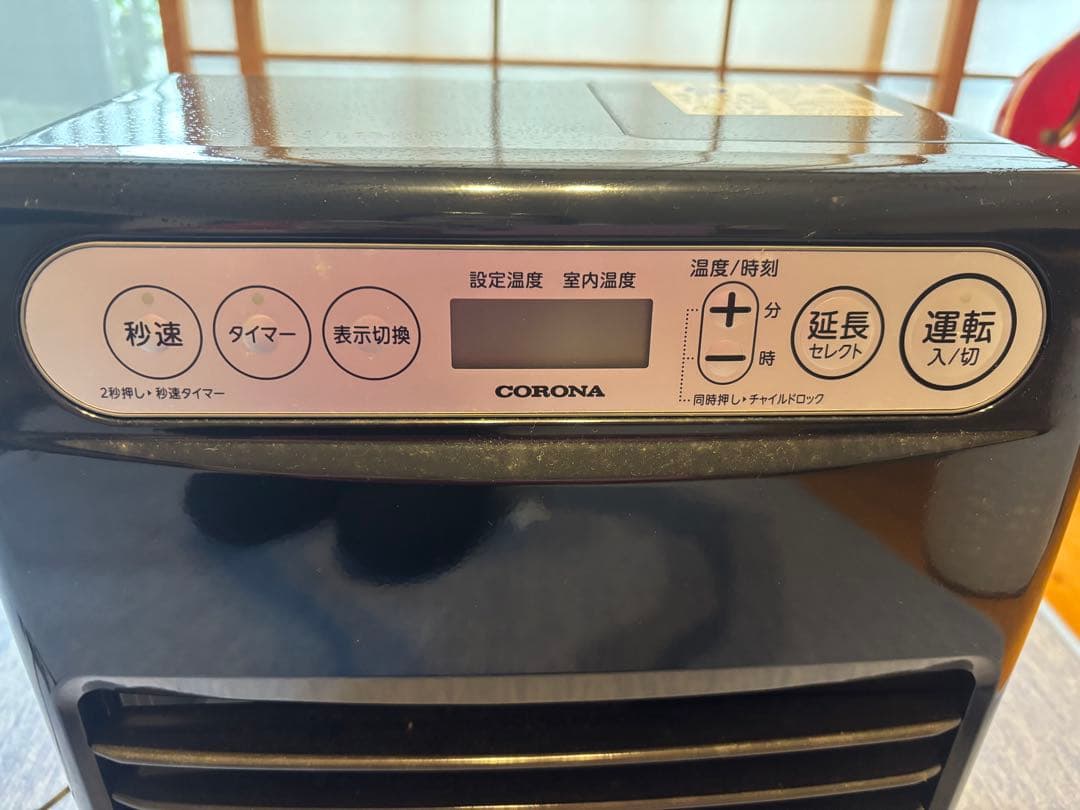 設定温度 室内温度
温度/時刻
秒速
タイマー
表示切換
+
分
−
時
延長
セレクト
運転
入/切
2秒押し▶秒速タイマー
CORONA
同時押し▶チャイルドロック